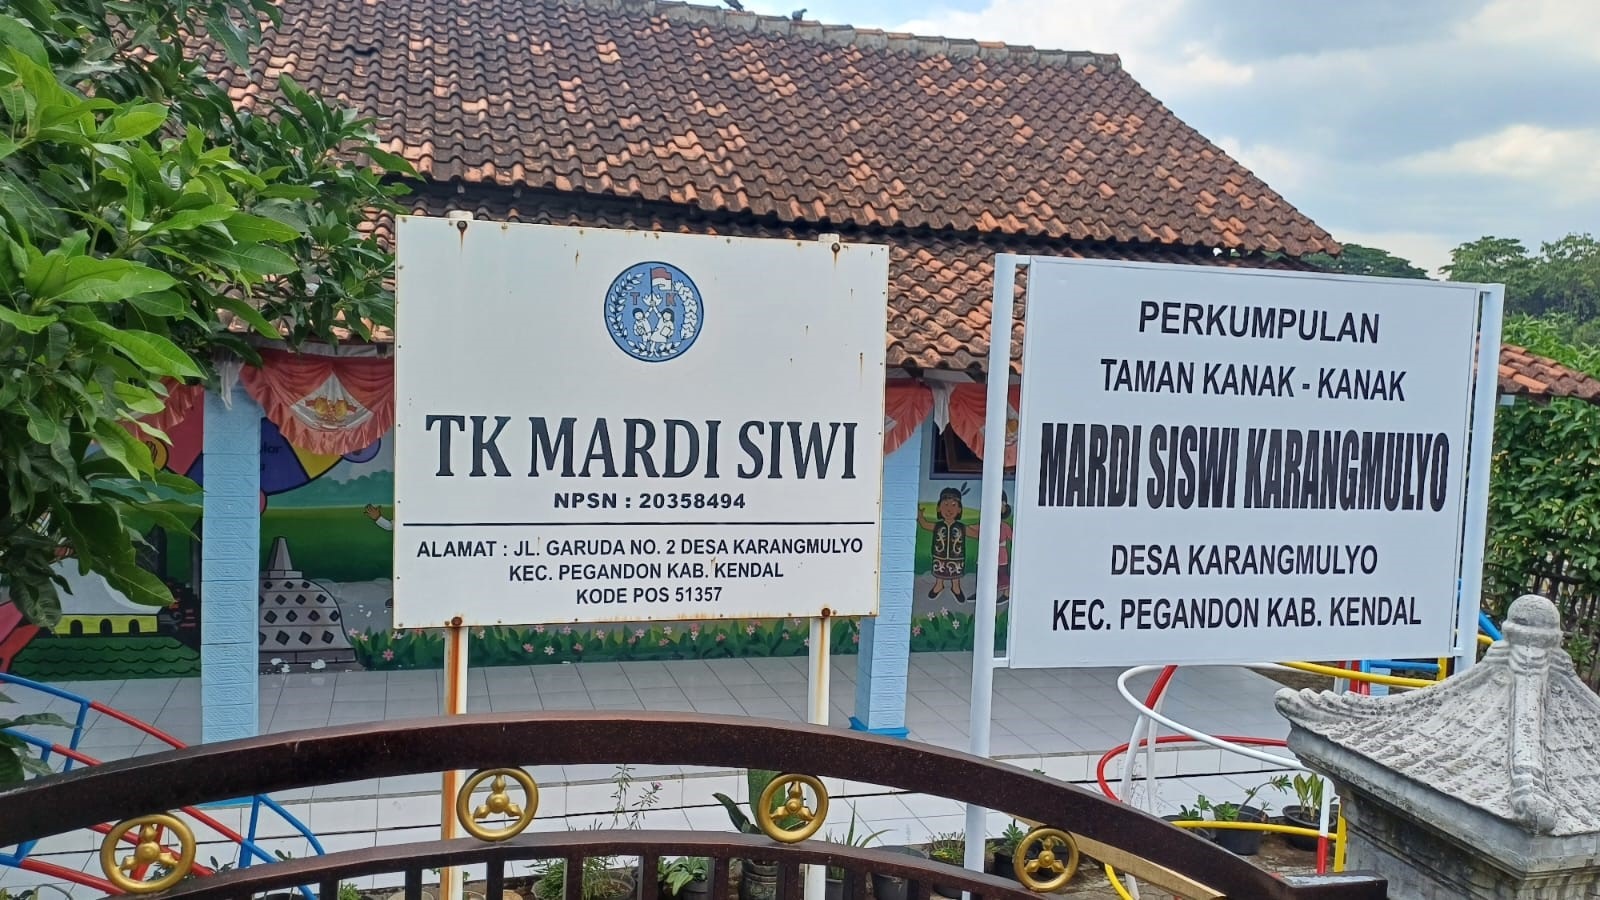 T K
TK MARDI SIWI
NPSN : 20358494
ALAMAT : JL. GARUDA NO. 2 DESA KARANGMULYO
KEC. PEGANDON KAB. KENDAL
KODE POS 51357
PERKUMPULAN
TAMAN KANAK - KANAK
MARDI SISWI KARANGMULYO
DESA KARANGMULYO
KEC. PEGANDON KAB. KENDAL